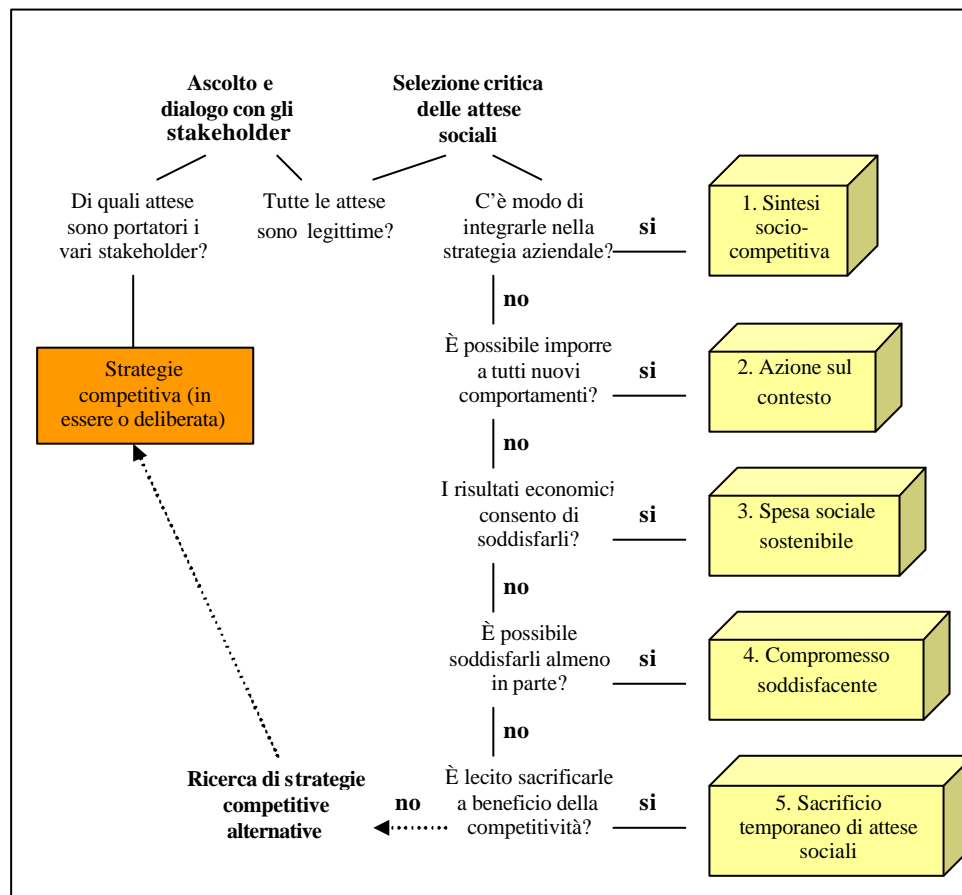 Ascolto e
dialogo con gli
stakeholder
Selezione critica
delle attese
sociali
Di quali attese
sono portatori i
vari stakeholder?
Tutte le attese
sono legittime?
C'è modo di
integrarle nella
strategia aziendale?
si
1. Sintesi
socio-
competitiva
no
Strategie
competitiva (in
essere o deliberata)
È possibile imporre
a tutti nuovi
comportamenti?
si
2. Azione sul
contesto
no
I risultati economici
consento di
soddisfarli?
si
3. Spesa sociale
sostenibile
no
È possibile
soddisfarli almeno
in parte?
si
4. Compromesso
soddisfacente
no
Ricerca di strategie
competitive
alternative
no
È lecito sacrificarle
a beneficio della
competitività?
si
5. Sacrificio
temporaneo di attese
sociali